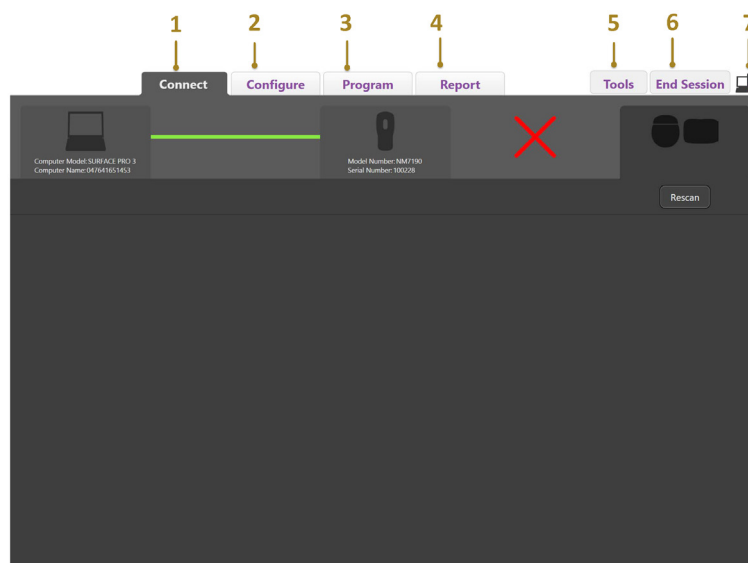 1 2 3 4 5 6 7
Connect Configure Program Report Tools End Session
Computer Model: SURFACE PRO 3
Computer Name: 047641651453
Model Number: NM7190
Serial Number: 100228
Rescan